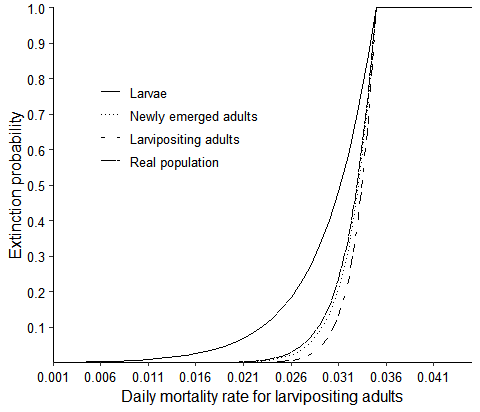 Extinction probability
1.0
0.9
0.8
0.7
0.6
0.5
0.4
0.3
0.2
0.1
Larvae
Newly emerged adults
Larvipositing adults
Real population
0.001 0.006 0.011 0.016 0.021 0.026 0.031 0.036 0.041
Daily mortality rate for larvipositing adults